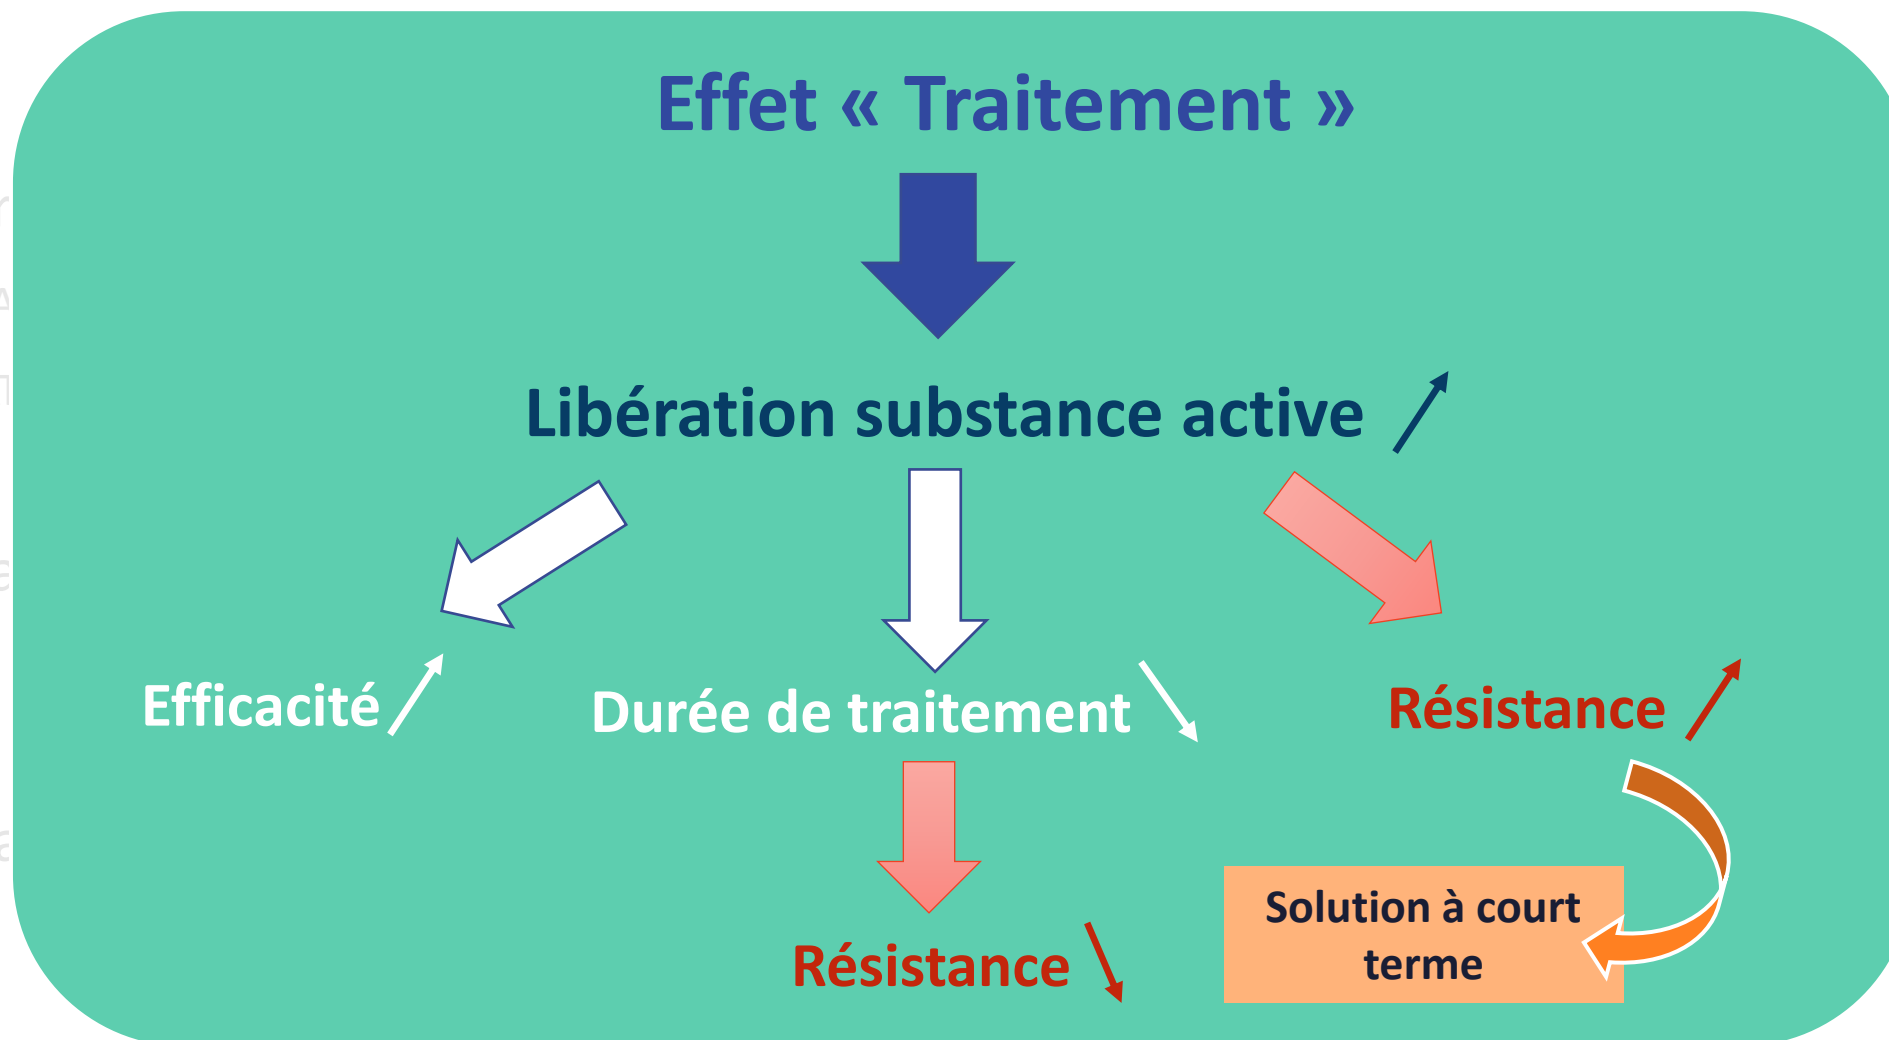 Effet « Traitement »
Libération substance active
Efficacité
Durée de traitement
Résistance
Résistance
Solution à court
terme